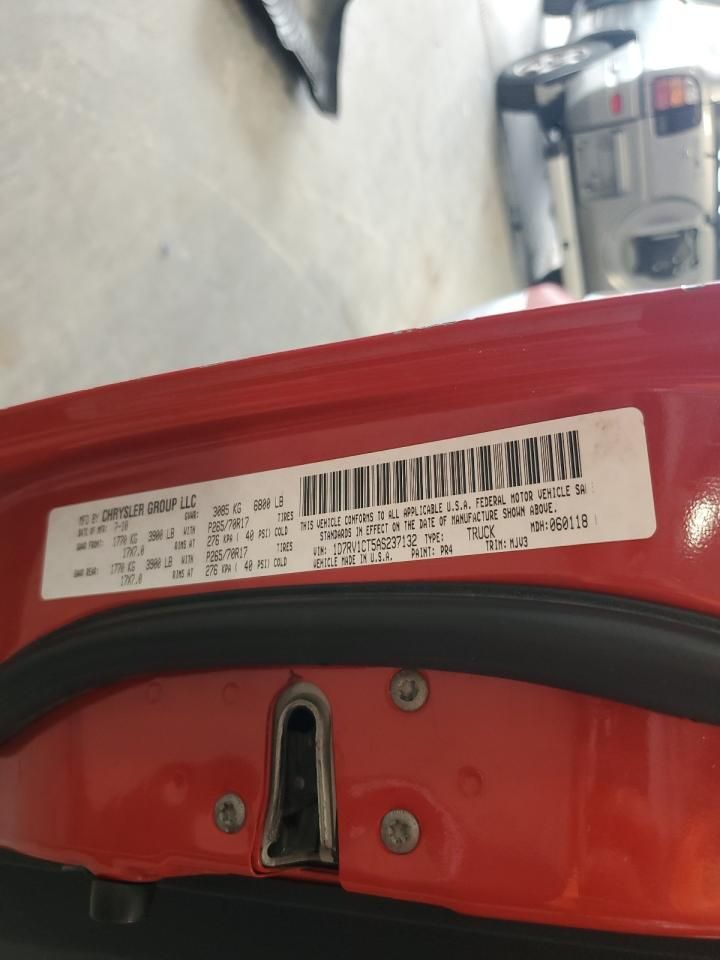 MFD BY CHRYSLER GROUP LLC
DATE OF MFR: 7-10 GVWR: 3085 KG 6800 LB
GAWR FRONT: 1770 KG 3900 LB WITH P265/70R17 TIRES
17X7.0 RIMS AT 276 KPA ( 40 PSI) COLD
GAWR REAR: 1770 KG 3900 LB WITH P265/70R17 TIRES
17X7.0 RIMS AT 276 KPA ( 40 PSI) COLD
THIS VEHICLE CONFORMS TO ALL APPLICABLE U.S.A. FEDERAL MOTOR VEHICLE SA
STANDARDS IN EFFECT ON THE DATE OF MANUFACTURE SHOWN ABOVE.
VIN: 1D7RV1CT5AS237132 TYPE: TRUCK MDH: 060118
VEHICLE MADE IN U.S.A. PAINT: PR4 TRIM: MJV3